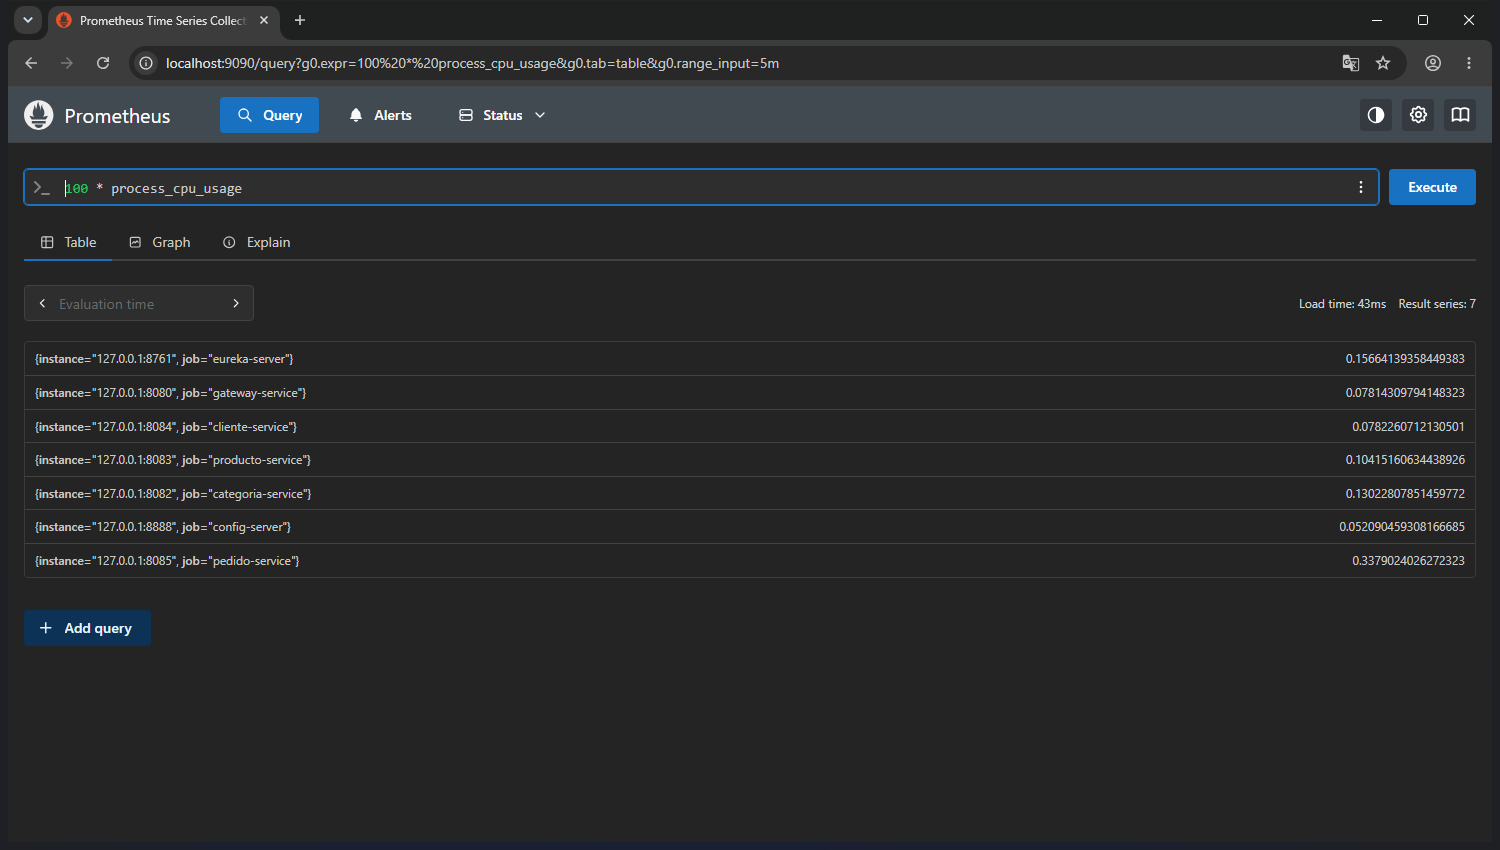 Prometheus Time Series Collect
localhost:9090/query?g0.expr=100%20*%20process_cpu_usage&g0.tab=table&g0.range_input=5m
Prometheus Query Alerts Status
100 * process_cpu_usage Execute
Table Graph Explain
Evaluation time Load time: 43ms Result series: 7
{instance="127.0.0.1:8761", job="eureka-server"} 0.15664139358449383
{instance="127.0.0.1:8080", job="gateway-service"} 0.07814309794148323
{instance="127.0.0.1:8084", job="cliente-service"} 0.0782260712130501
{instance="127.0.0.1:8083", job="producto-service"} 0.10415160634438926
{instance="127.0.0.1:8082", job="categoria-service"} 0.13022807851459772
{instance="127.0.0.1:8888", job="config-server"} 0.052090459308166685
{instance="127.0.0.1:8085", job="pedido-service"} 0.3379024026272323
Add query